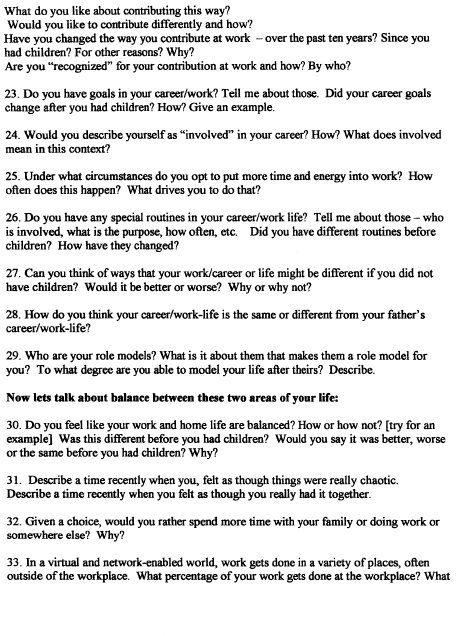 What do you like about contributing this way?
Would you like to contribute differently and how?
Have you changed the way you contribute at work – over the past ten years? Since you
had children? For other reasons? Why?
Are you “recognized” for your contribution at work and how? By who?
23. Do you have goals in your career/work? Tell me about those. Did your career goals
change after you had children? How? Give an example.
24. Would you describe yourself as “involved” in your career? How? What does involved
mean in this context?
25. Under what circumstances do you opt to put more time and energy into work? How
often does this happen? What drives you to do that?
26. Do you have any special routines in your career/work life? Tell me about those – who
is involved, what is the purpose, how often, etc. Did you have different routines before
children? How have they changed?
27. Can you think of ways that your work/career or life might be different if you did not
have children? Would it be better or worse? Why or why not?
28. How do you think your career/work-life is the same or different from your father's
career/work-life?
29. Who are your role models? What is it about them that makes them a role model for
you? To what degree are you able to model your life after theirs? Describe.
Now lets talk about balance between these two areas of your life:
30. Do you feel like your work and home life are balanced? How or how not? [try for an
example] Was this different before you had children? Would you say it was better, worse
or the same before you had children? Why?
31. Describe a time recently when you, felt as though things were really chaotic.
Describe a time recently when you felt as though you really had it together.
32. Given a choice, would you rather spend more time with your family or doing work or
somewhere else? Why?
33. In a virtual and network-enabled world, work gets done in a variety of places, often
outside of the workplace. What percentage of your work gets done at the workplace? What